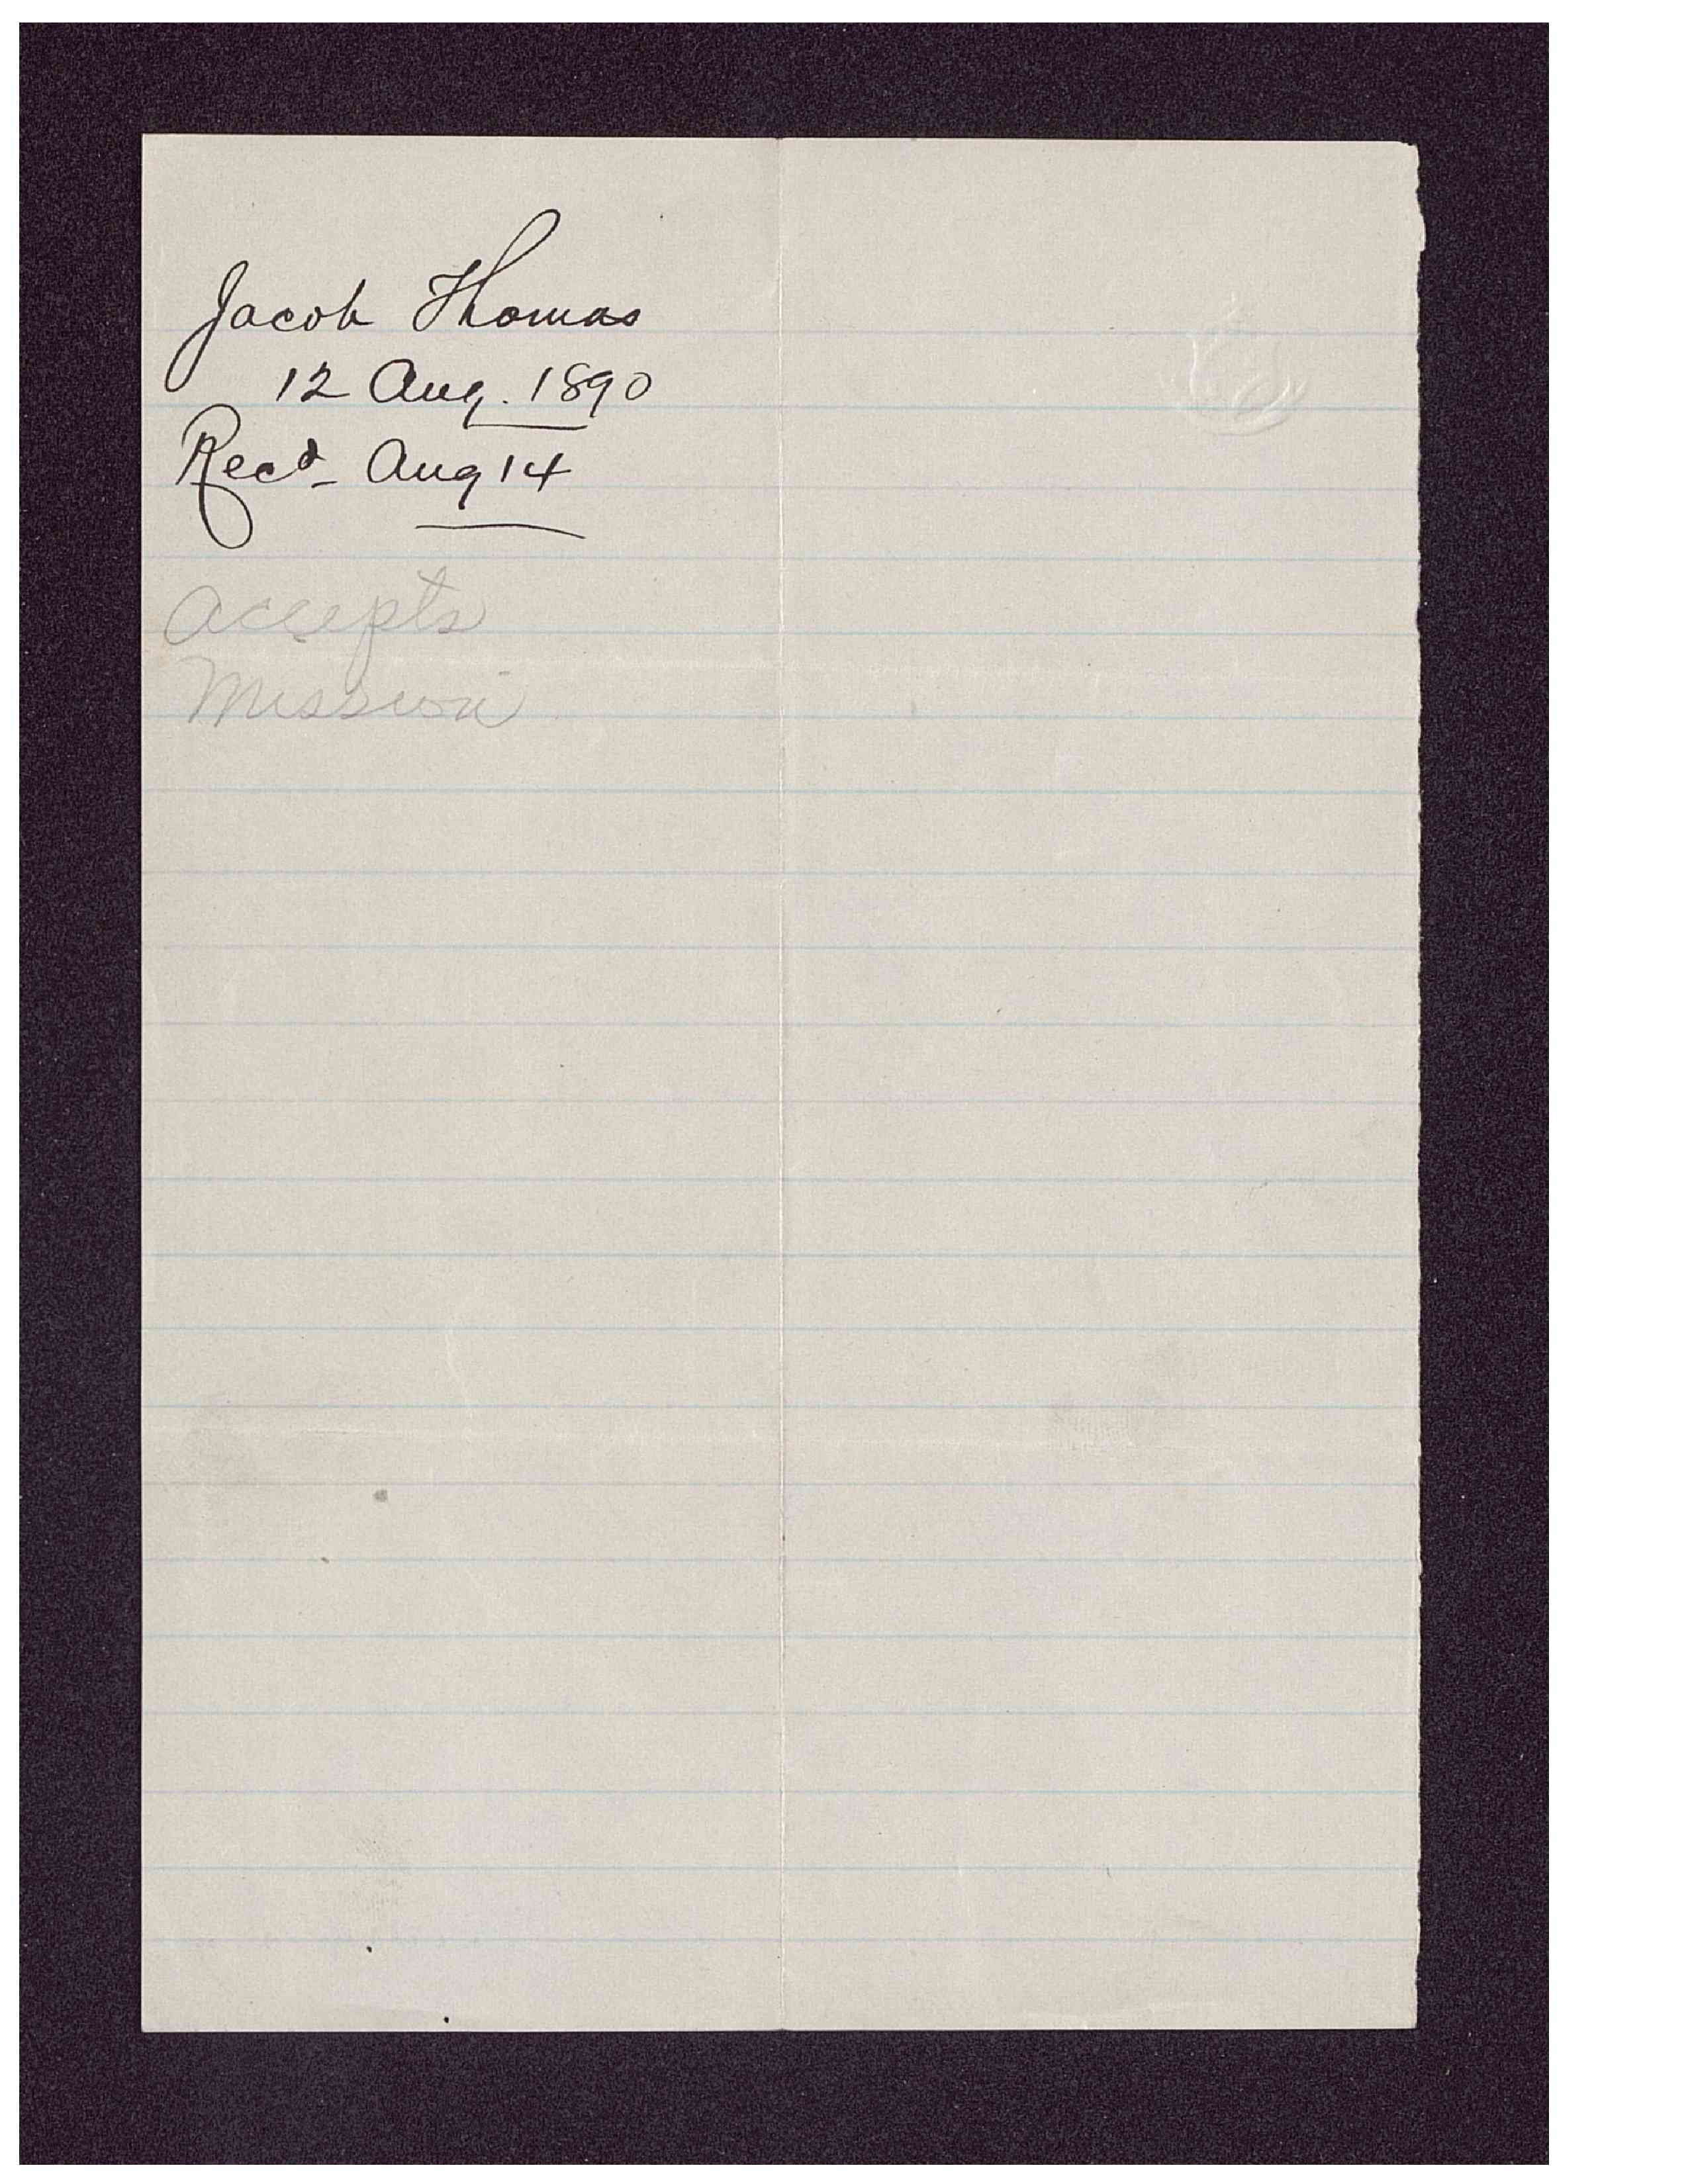 Jacob Thomas
12 Aug. 1890
Recd - Aug 14
accepts
Mission